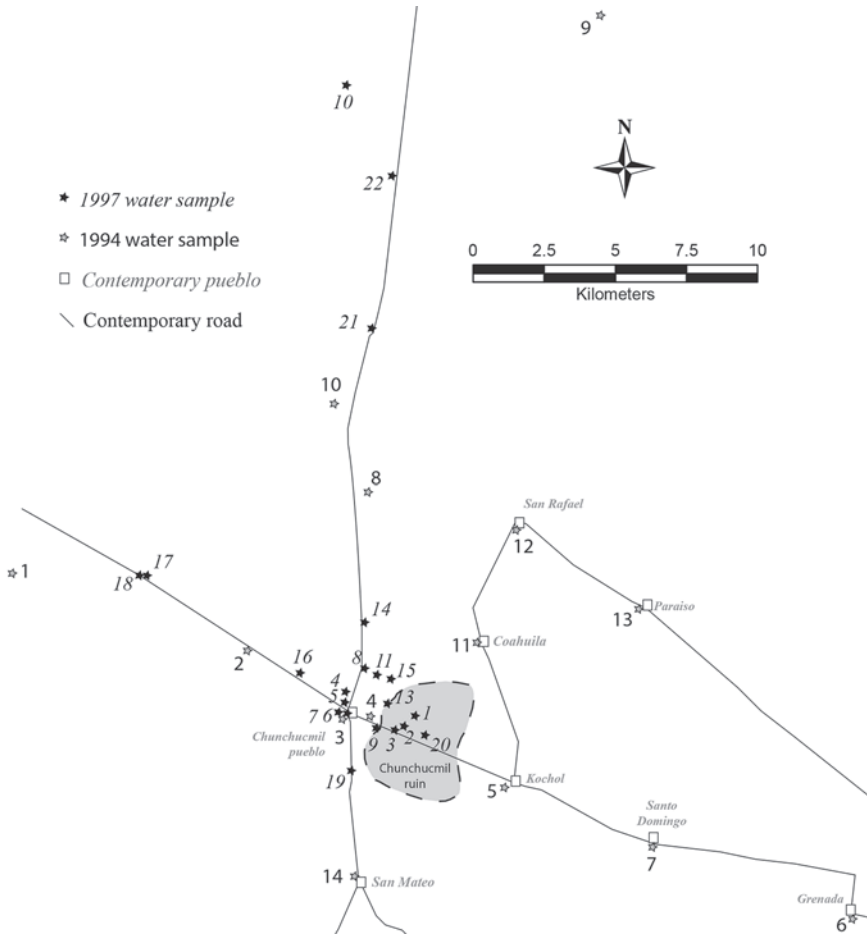 9
10
N
22
1997 water sample
1994 water sample
Contemporary pueblo
Contemporary road
0 2.5 5 7.5 10
Kilometers
21
10
8
San Rafael
12
1
18 17
14
13 Paraiso
11 Coahuila
2
16
8 11 15
4
5
7 6
4
13
1
3
Chunchucmil
pueblo
9 3 2 20
Chunchucmil
ruin
19
5 Kochol
Santo
Domingo
7
14 San Mateo
Grenada
6